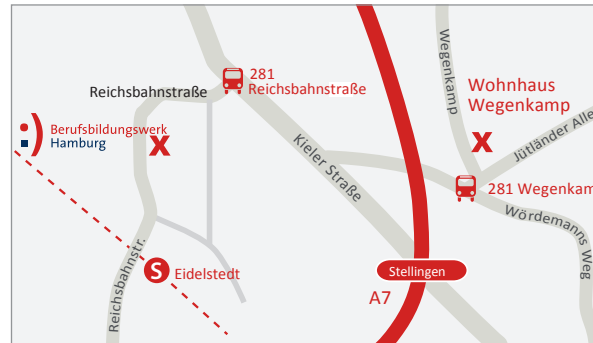 281
Reichsbahnstraße
Reichsbahnstraße
Wegenkamp
Wohnhaus
Wegenkamp
Berufsbildungswerk
Hamburg
X
X
Jütländer Alle
Kieler Straße
281 Wegenkam
Wördemanns Weg
Reichsbahnstr.
S
Eidelstedt
Stellingen
A7